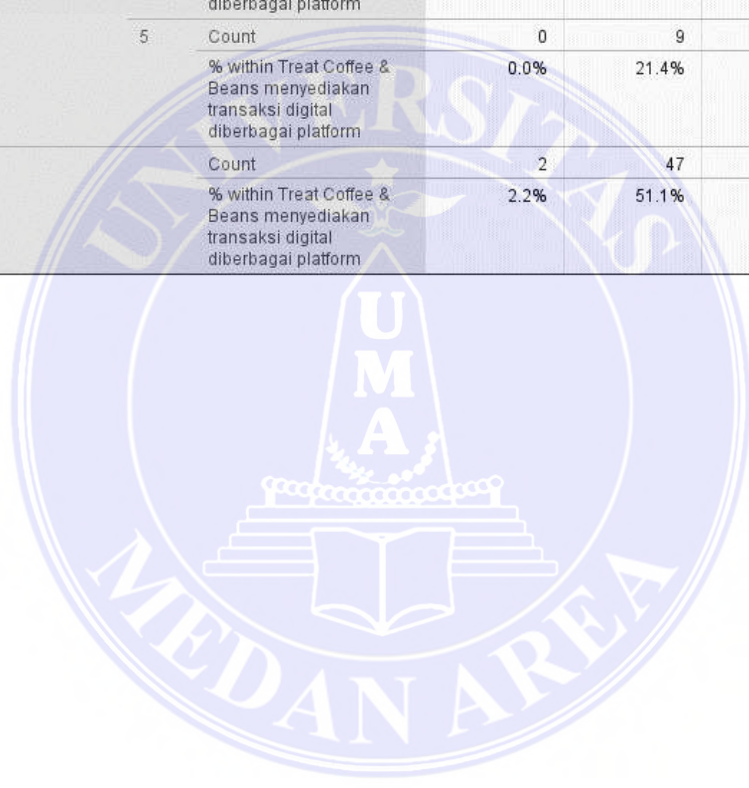 diberbagai platform
5 Count 0 9
% within Treat Coffee & 0.0% 21.4%
Beans menyediakan
transaksi digital
diberbagai platform
Count 2 47
% within Treat Coffee & 2.2% 51.1%
Beans menyediakan
transaksi digital
diberbagai platform
UNIVERSITAS
U
M
A
MEDAN AREA